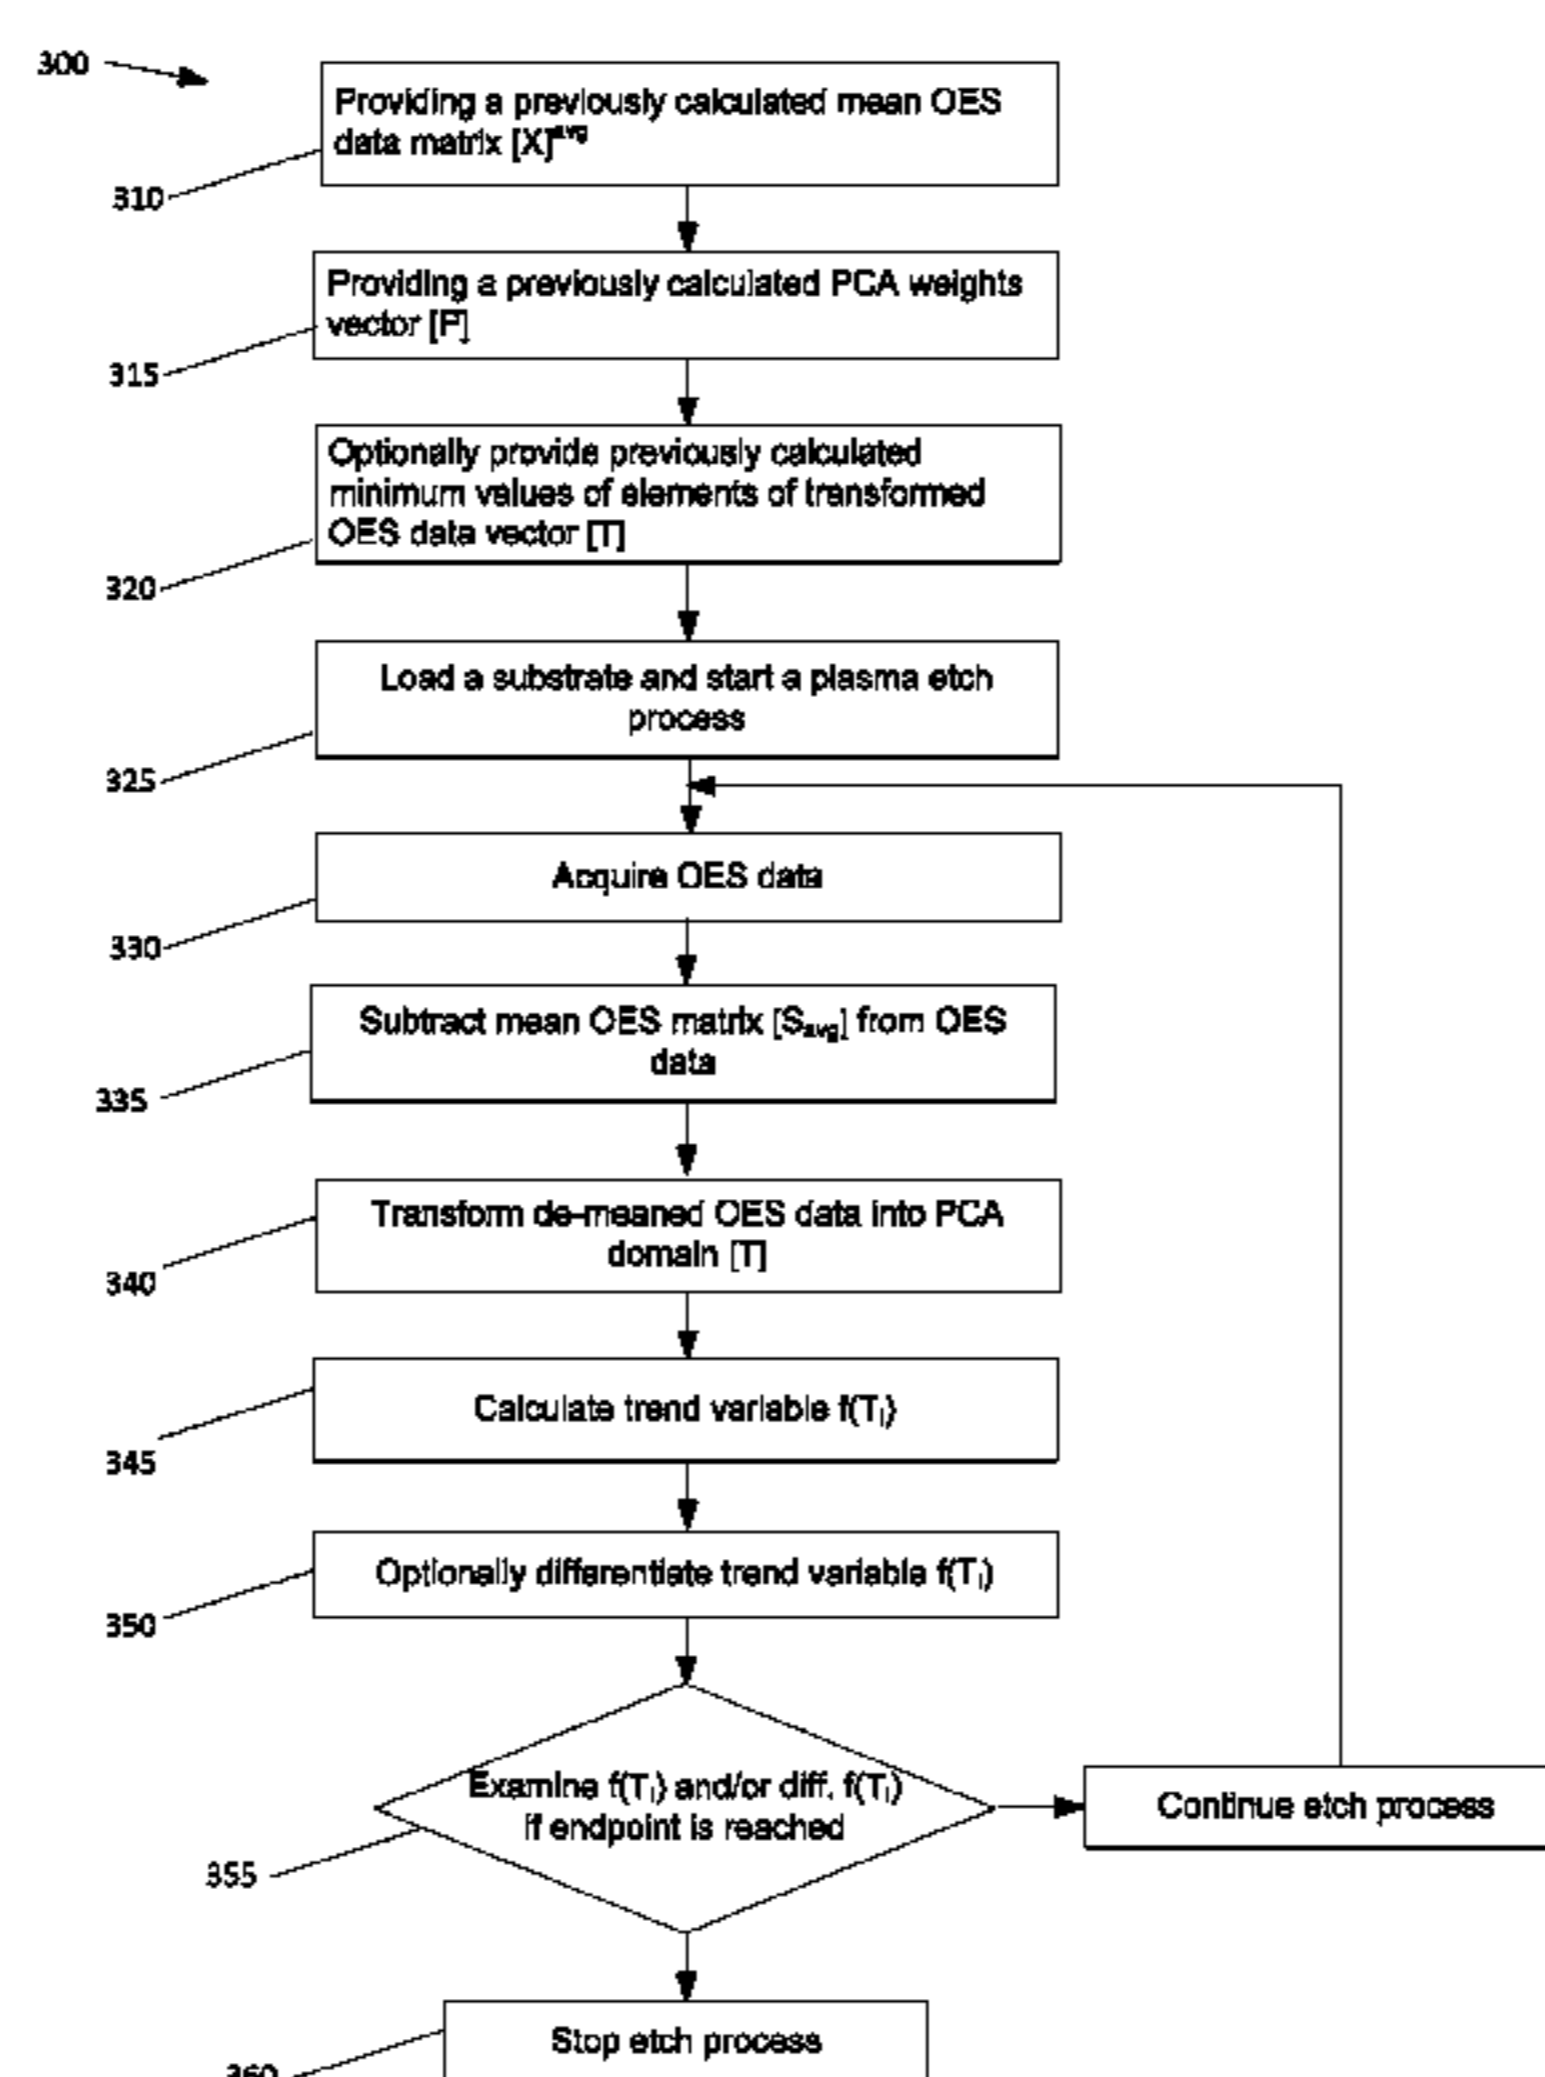 300
Providing a previously calculated mean OES
data matrix [X]avg
310
Providing a previously calculated PCA weights
vector [P]
315
Optionally provide previously calculated
minimum values of elements of transformed
OES data vector [T]
320
Load a substrate and start a plasma etch
process
325
Acquire OES data
330
Subtract mean OES matrix [Savg] from OES
data
335
Transform de-meaned OES data into PCA
domain [T]
340
Calculate trend variable f(Ti)
345
Optionally differentiate trend variable f(Ti)
350
Examine f(Ti) and/or diff. f(Ti)
if endpoint is reached
Continue etch process
355
Stop etch process
360